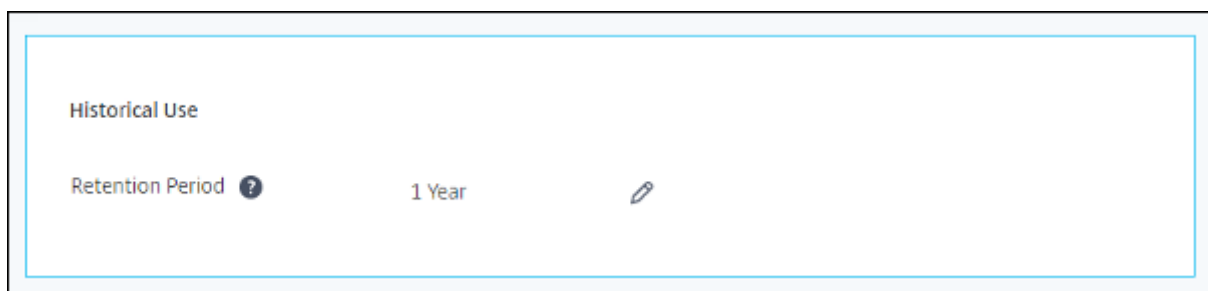 Historical Use
Retention Period ? 1 Year